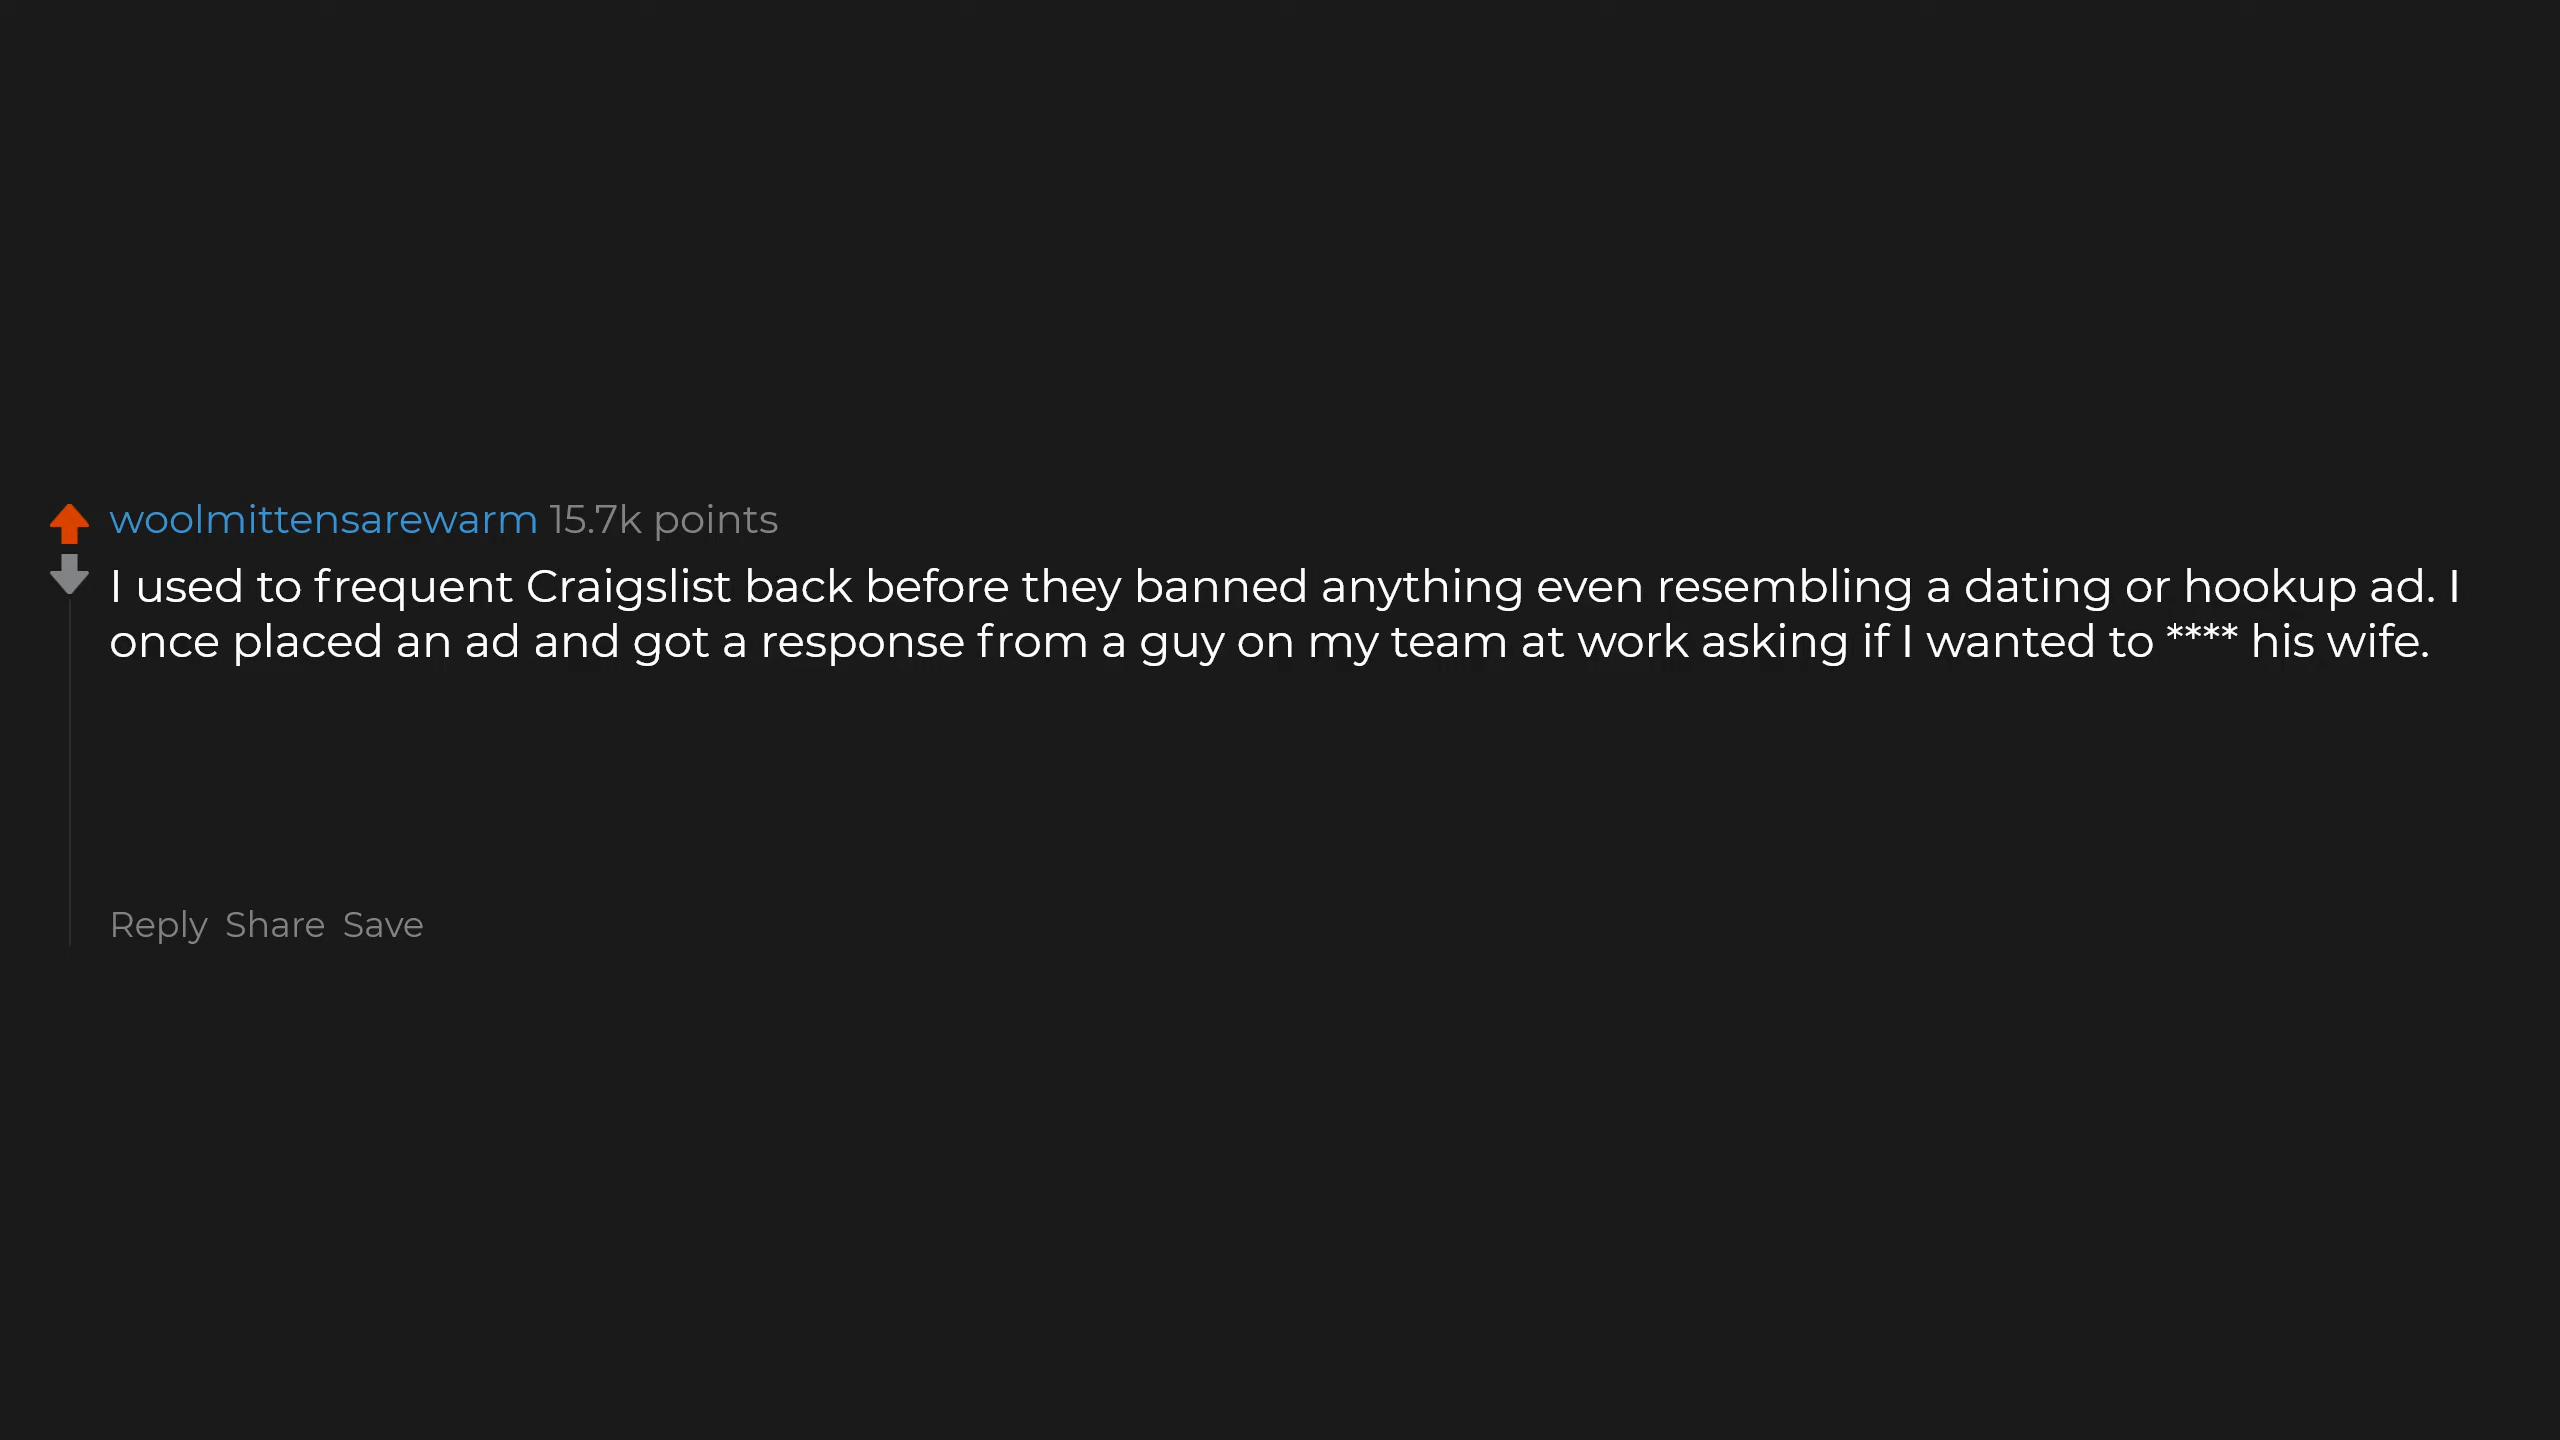 woolmittensarewarm 15.7k points
I used to frequent Craigslist back before they banned anything even resembling a dating or hookup ad. I
once placed an ad and got a response from a guy on my team at work asking if I wanted to **** his wife.
Reply Share Save